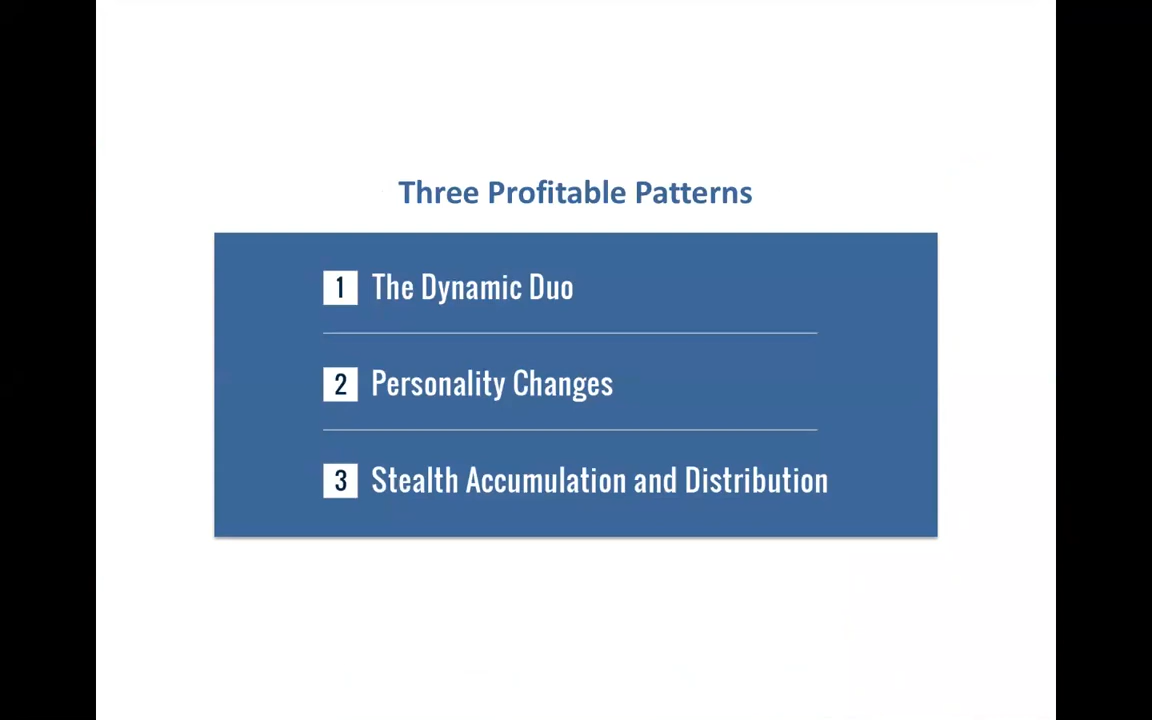 Three Profitable Patterns
1 The Dynamic Duo
2 Personality Changes
3 Stealth Accumulation and Distribution